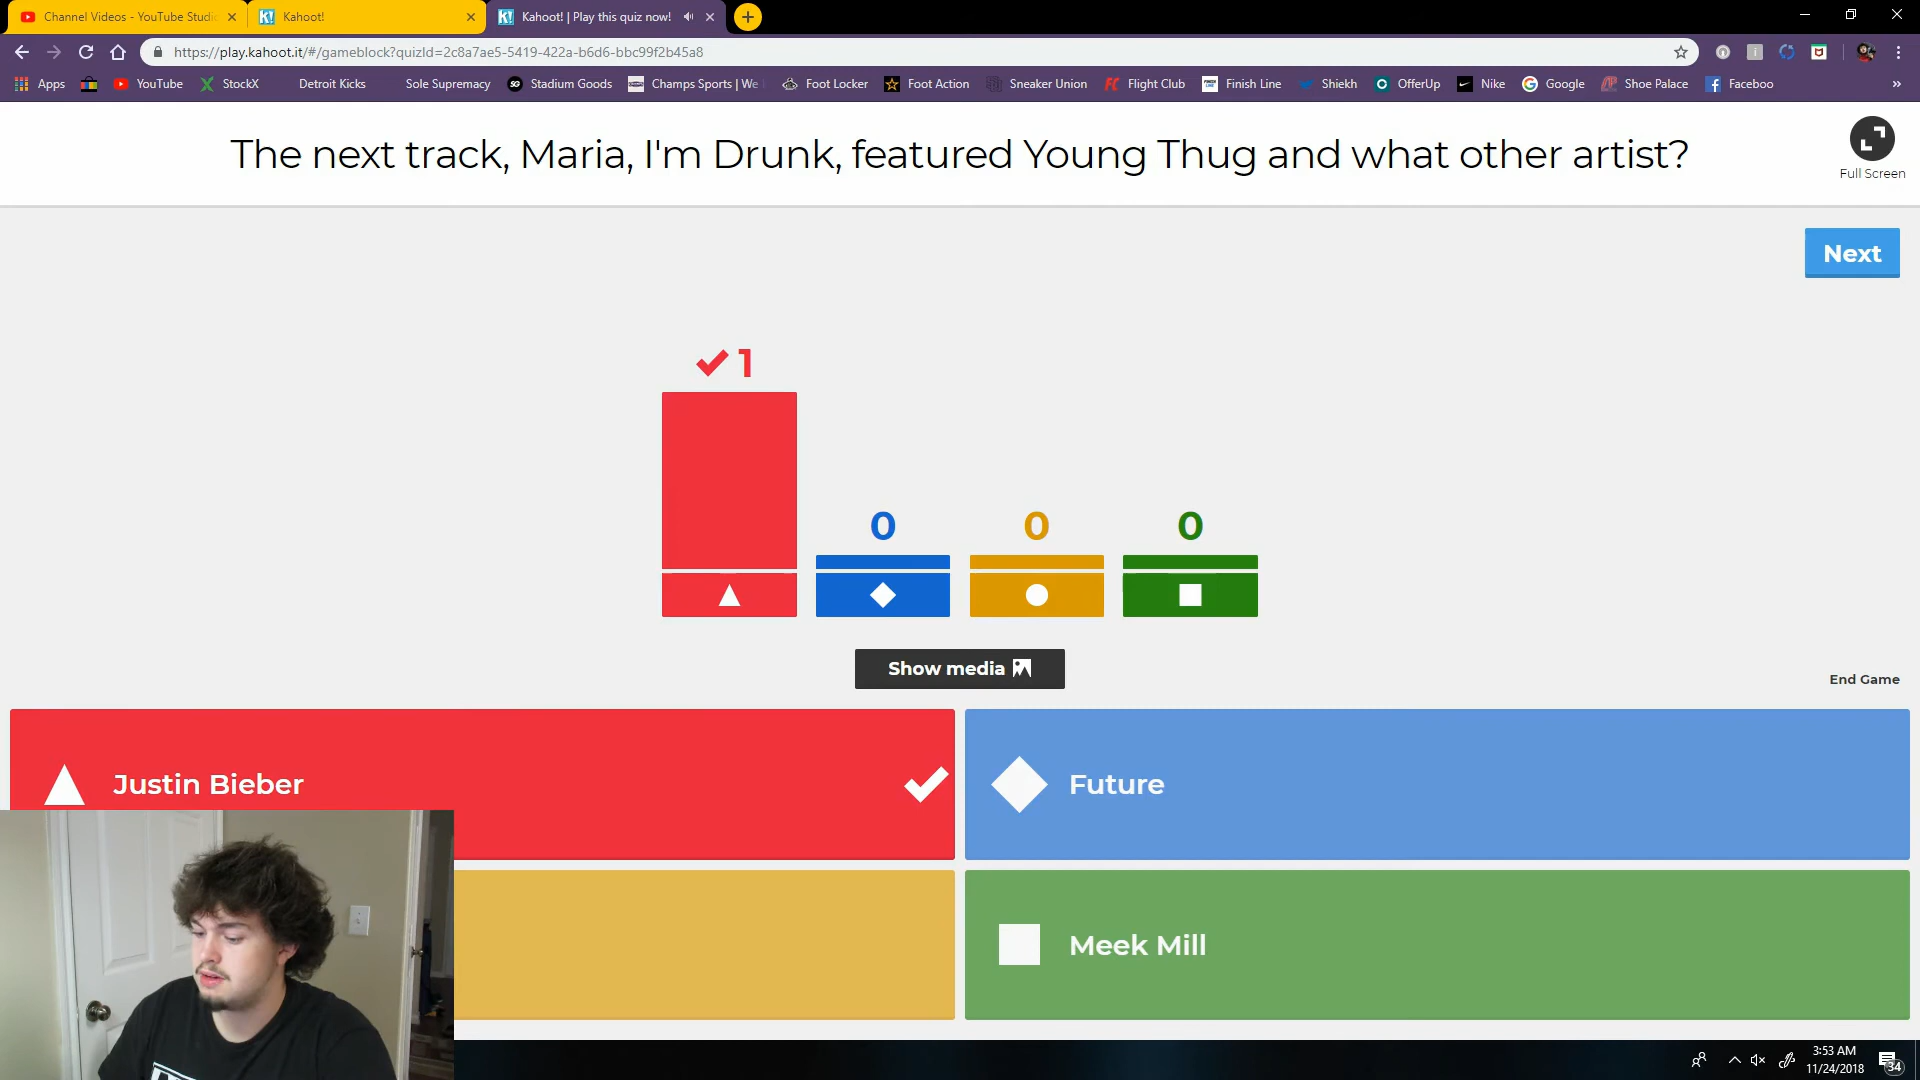 Channel Videos - YouTube Studi
Kahoot!
Kahoot! | Play this quiz now!
https://play.kahoot.it/#/gameblock?quizId=2c8a7ae5-5419-422a-b6d6-bbc99f2b45a8
Apps
YouTube
StockX
Detroit Kicks
Sole Supremacy
Stadium Goods
Champs Sports | We
Foot Locker
Foot Action
Sneaker Union
Flight Club
Finish Line
Shiekh
OfferUp
Nike
Google
Shoe Palace
Faceboo
The next track, Maria, I'm Drunk, featured Young Thug and what other artist?
Full Screen
Next
1
0
0
0
Show media
End Game
Justin Bieber
Future
Meek Mill
3:53 AM
11/24/2018
34